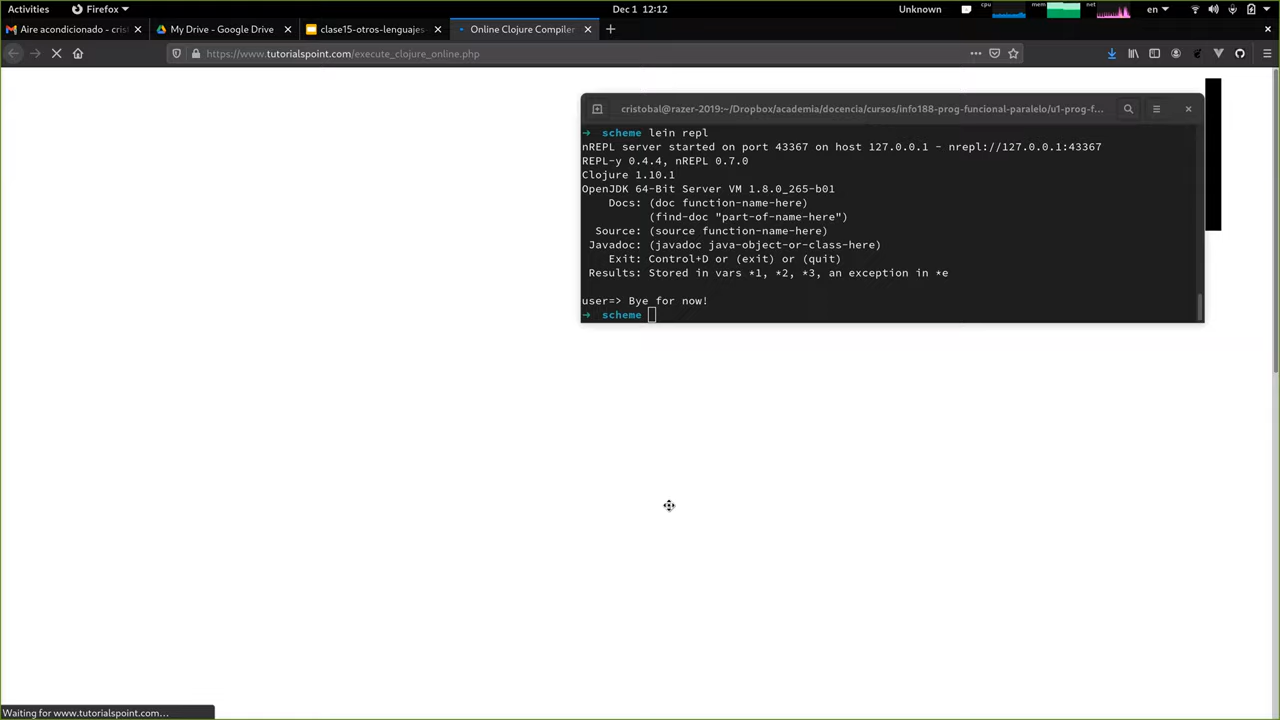 Activities Firefox Dec 1 12:12 Unknown cpu mem net en
Aire acondicionado - cris My Drive - Google Drive clase15-otros-lenguajes- Online Clojure Compiler
https://www.tutorialspoint.com/execute_clojure_online.php
cristobal@razer-2019:~/Dropbox/academia/docencia/cursos/info188-prog-funcional-paralelo/u1-prog-f...
➜ scheme lein repl
nREPL server started on port 43367 on host 127.0.0.1 - nrepl://127.0.0.1:43367
REPL-y 0.4.4, nREPL 0.7.0
Clojure 1.10.1
OpenJDK 64-Bit Server VM 1.8.0_265-b01
Docs: (doc function-name-here)
(find-doc "part-of-name-here")
Source: (source function-name-here)
Javadoc: (javadoc java-object-or-class-here)
Exit: Control+D or (exit) or (quit)
Results: Stored in vars *1, *2, *3, an exception in *e
user=> Bye for now!
➜ scheme
Waiting for www.tutorialspoint.com...